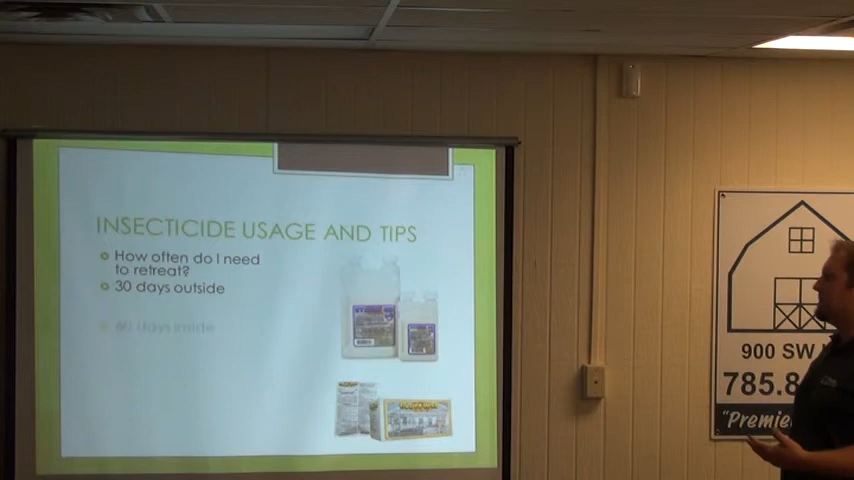 INSECTICIDE USAGE AND TIPS
How often do I need
to retreat?
30 days outside
60 days inside
900 SW
785.8
"Premie